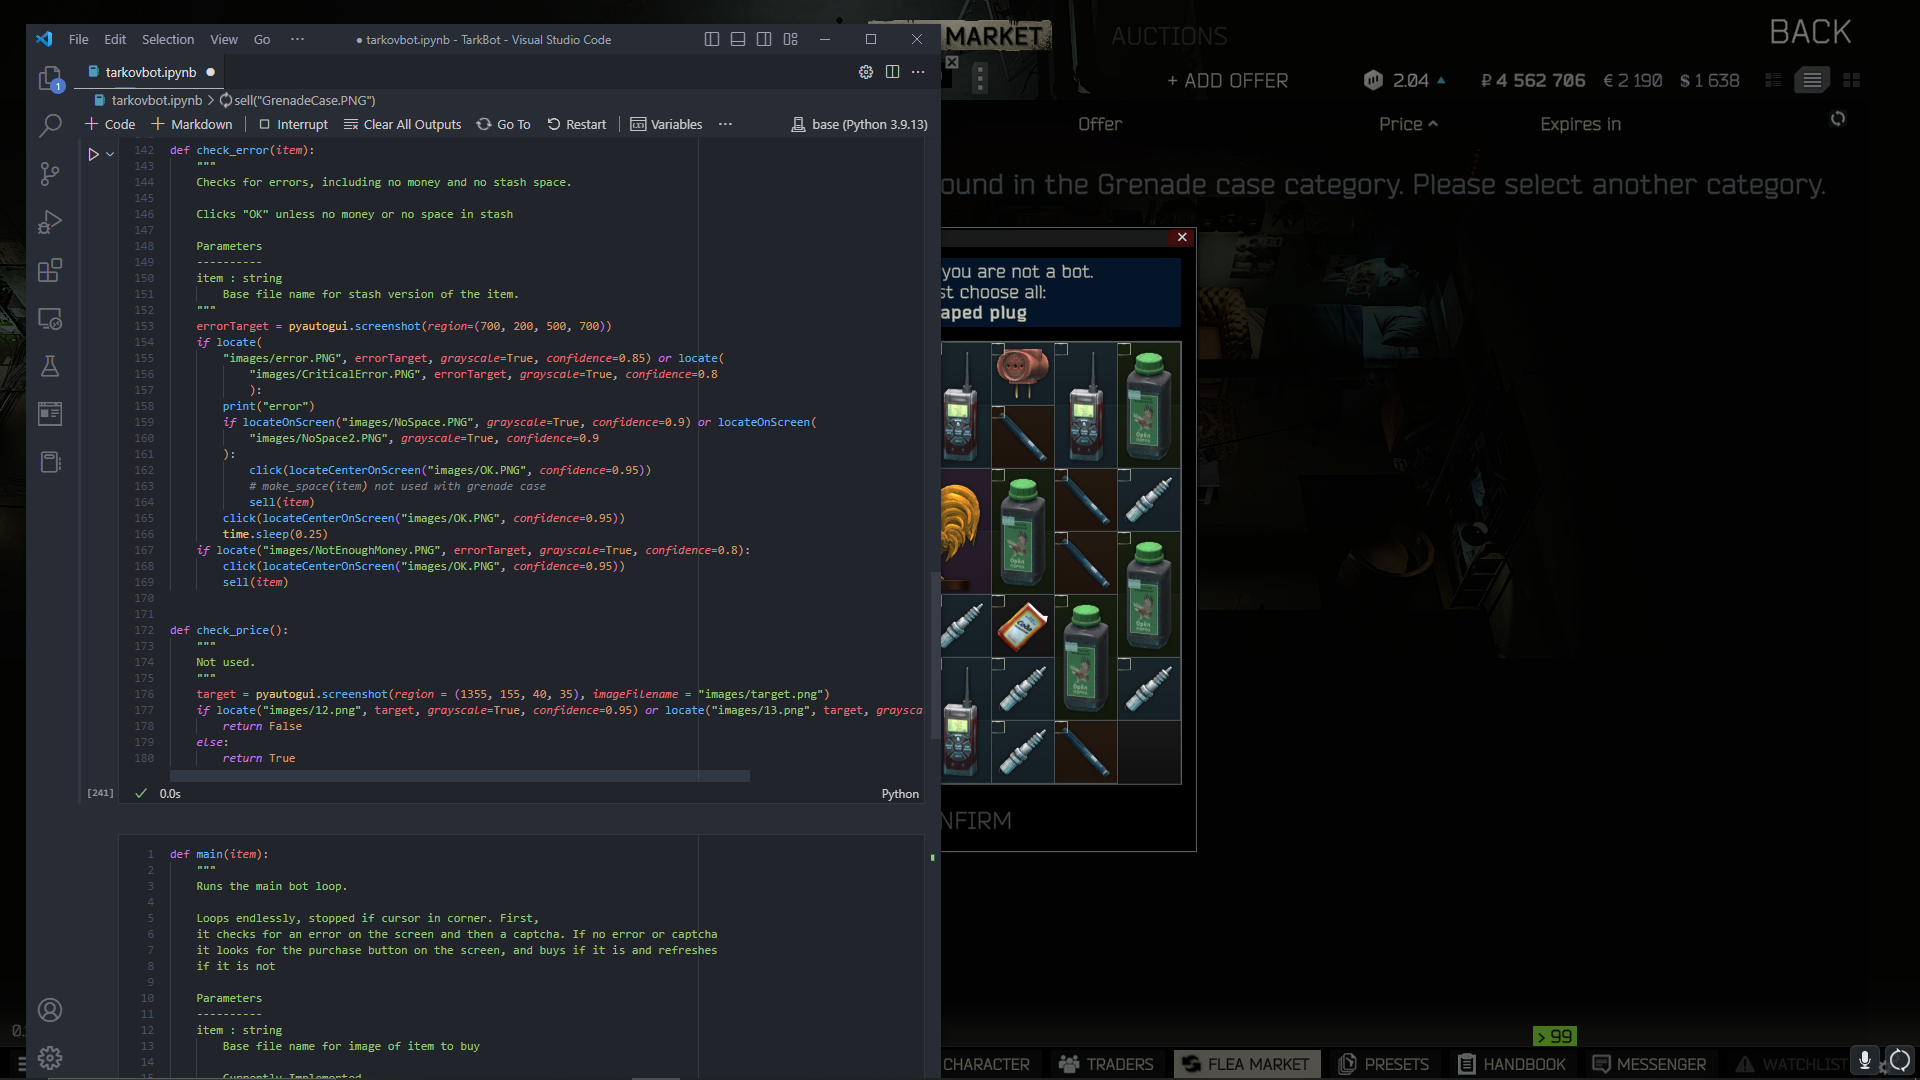 File Edit Selection View Go ··· ● tarkovbot.ipynb - TarkBot - Visual Studio Code
tarkovbot.ipynb ●
tarkovbot.ipynb > sell("GrenadeCase.PNG")
+ Code + Markdown Interrupt Clear All Outputs Go To Restart Variables ··· base (Python 3.9.13)
1
142 def check_error(item):
143 """
144 Checks for errors, including no money and no stash space.
145
146 Clicks "OK" unless no money or no space in stash
147
148 Parameters
149 ----------
150 item : string
151 Base file name for stash version of the item.
152 """
153 errorTarget = pyautogui.screenshot(region=(700, 200, 500, 700))
154 if locate(
155 "images/error.PNG", errorTarget, grayscale=True, confidence=0.85) or locate(
156 "images/CriticalError.PNG", errorTarget, grayscale=True, confidence=0.8
157 ):
158 print("error")
159 if locateOnScreen("images/NoSpace.PNG", grayscale=True, confidence=0.9) or locateOnScreen(
160 "images/NoSpace2.PNG", grayscale=True, confidence=0.9
161 ):
162 click(locateCenterOnScreen("images/OK.PNG", confidence=0.95))
163 # make_space(item) not used with grenade case
164 sell(item)
165 click(locateCenterOnScreen("images/OK.PNG", confidence=0.95))
166 time.sleep(0.25)
167 if locate("images/NotEnoughMoney.PNG", errorTarget, grayscale=True, confidence=0.8):
168 click(locateCenterOnScreen("images/OK.PNG", confidence=0.95))
169 sell(item)
170
171
172 def check_price():
173 """
174 Not used.
175 """
176 target = pyautogui.screenshot(region = (1355, 155, 40, 35), imageFilename = "images/target.png")
177 if locate("images/12.png", target, grayscale=True, confidence=0.95) or locate("images/13.png", target, graysca
178 return False
179 else:
180 return True
[241] 0.0s Python
1 def main(item):
2 """
3 Runs the main bot loop.
4
5 Loops endlessly, stopped if cursor in corner. First,
6 it checks for an error on the screen and then a captcha. If no error or captcha
7 it looks for the purchase button on the screen, and buys if it is and refreshes
8 if it is not
9
10 Parameters
11 ----------
12 item : string
13 Base file name for image of item to buy
14
15 Currently Implemented
MARKET AUCTIONS BACK
+ ADD OFFER 2.04 ₽ 4 562 706 € 2 190 $ 1 638
Offer Price Expires in
ound in the Grenade case category. Please select another category.
you are not a bot.
st choose all:
aped plug
Орёл
Орёл
Орёл
Сода
Орёл
NFIRM
> 99
CHARACTER TRADERS FLEA MARKET PRESETS HANDBOOK MESSENGER WATCHLIST